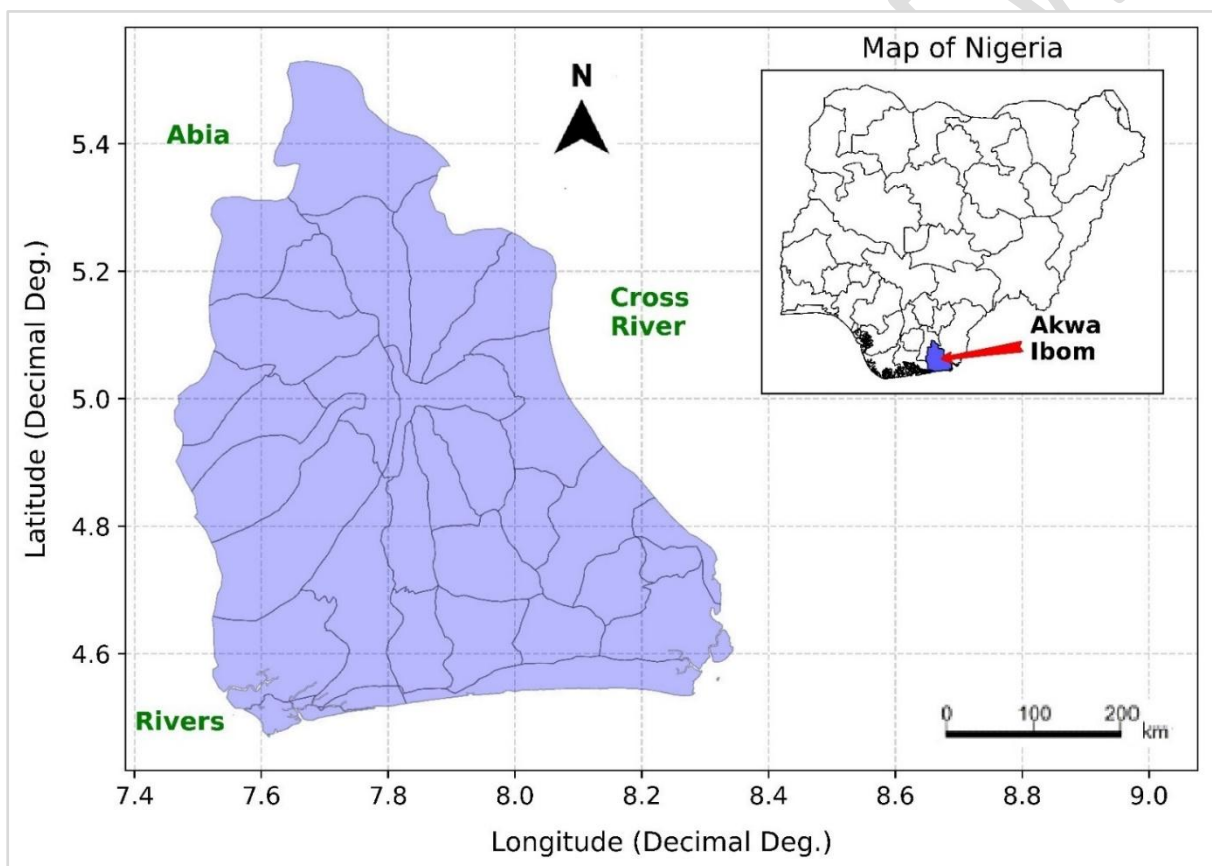 Map of Nigeria
N
Abia
Cross
River
Akwa
Ibom
Rivers
0 100 200
km
5.4
5.2
5.0
4.8
4.6
Latitude (Decimal Deg.)
7.4 7.6 7.8 8.0 8.2 8.4 8.6 8.8 9.0
Longitude (Decimal Deg.)